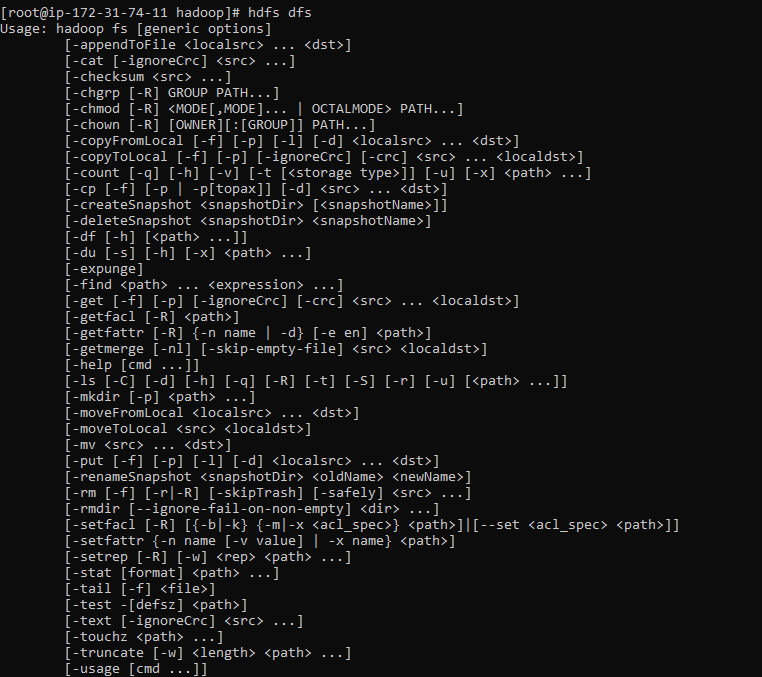 [root@ip-172-31-74-11 hadoop]# hdfs dfs
Usage: hadoop fs [generic options]
        [-appendToFile <localsrc> ... <dst>]
        [-cat [-ignoreCrc] <src> ...]
        [-checksum <src> ...]
        [-chgrp [-R] GROUP PATH...]
        [-chmod [-R] <MODE[,MODE]... | OCTALMODE> PATH...]
        [-chown [-R] [OWNER][:[GROUP]] PATH...]
        [-copyFromLocal [-f] [-p] [-l] [-d] <localsrc> ... <dst>]
        [-copyToLocal [-f] [-p] [-ignoreCrc] [-crc] <src> ... <localdst>]
        [-count [-q] [-h] [-v] [-t [<storage type>]] [-u] [-x] <path> ...]
        [-cp [-f] [-p | -p[topax]] [-d] <src> ... <dst>]
        [-createSnapshot <snapshotDir> [<snapshotName>]]
        [-deleteSnapshot <snapshotDir> <snapshotName>]
        [-df [-h] [<path> ...]]
        [-du [-s] [-h] [-x] <path> ...]
        [-expunge]
        [-find <path> ... <expression> ...]
        [-get [-f] [-p] [-ignoreCrc] [-crc] <src> ... <localdst>]
        [-getfacl [-R] <path>]
        [-getfattr [-R] {-n name | -d} [-e en] <path>]
        [-getmerge [-nl] [-skip-empty-file] <src> <localdst>]
        [-help [cmd ...]]
        [-ls [-C] [-d] [-h] [-q] [-R] [-t] [-S] [-r] [-u] [<path> ...]]
        [-mkdir [-p] <path> ...]
        [-moveFromLocal <localsrc> ... <dst>]
        [-moveToLocal <src> <localdst>]
        [-mv <src> ... <dst>]
        [-put [-f] [-p] [-l] [-d] <localsrc> ... <dst>]
        [-renameSnapshot <snapshotDir> <oldName> <newName>]
        [-rm [-f] [-r|-R] [-skipTrash] [-safely] <src> ...]
        [-rmdir [--ignore-fail-on-non-empty] <dir> ...]
        [-setfacl [-R] [{-b|-k} {-m|-x <acl_spec>} <path>]|[--set <acl_spec> <path>]]
        [-setfattr {-n name [-v value] | -x name} <path>]
        [-setrep [-R] [-w] <rep> <path> ...]
        [-stat [format] <path> ...]
        [-tail [-f] <file>]
        [-test -[defsz] <path>]
        [-text [-ignoreCrc] <src> ...]
        [-touchz <path> ...]
        [-truncate [-w] <length> <path> ...]
        [-usage [cmd ...]]